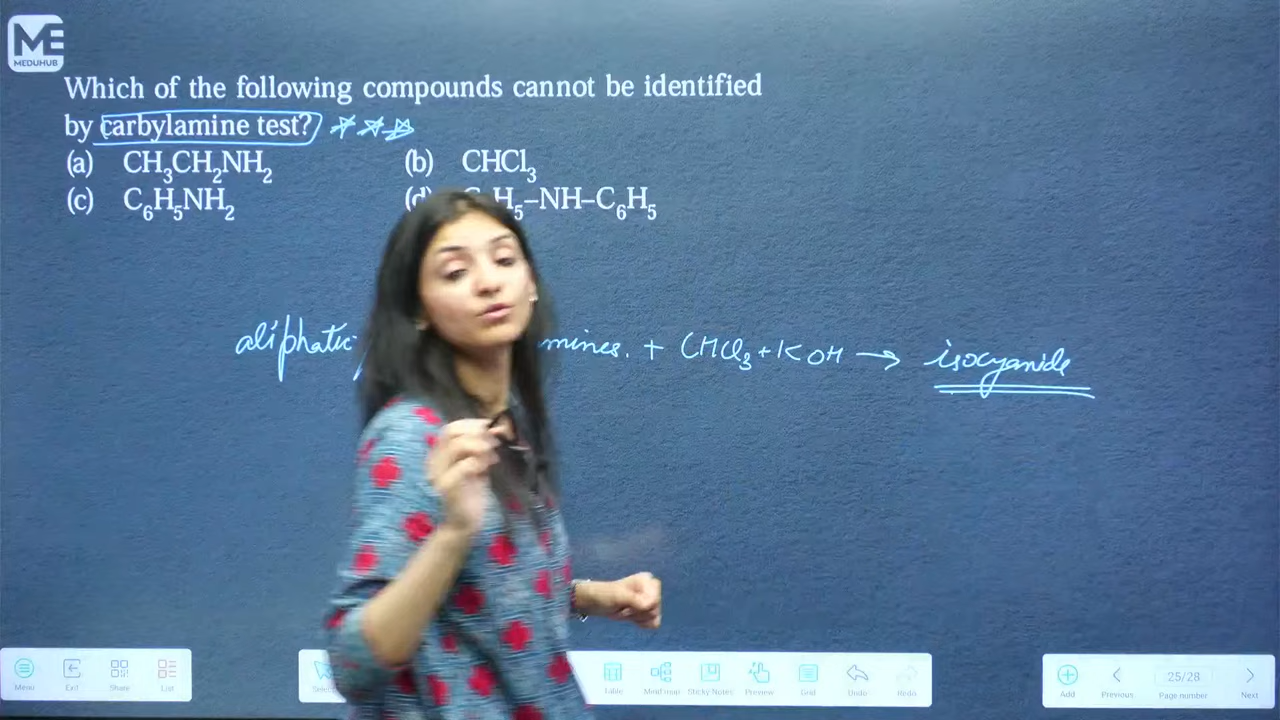 ME
MEDUHUB
Which of the following compounds cannot be identified
by carbylamine test?
(a) CH3CH2NH2 (b) CHCl3
(c) C6H5NH2 (d) H5–NH–C6H5
aliphatic mines. + CHCl3 + KOH → isocyanide
Menu Exit Share List Select Table Mind map Sticky Notes Preview Grid Undo Redo Add Previous 25/28 Page number Next